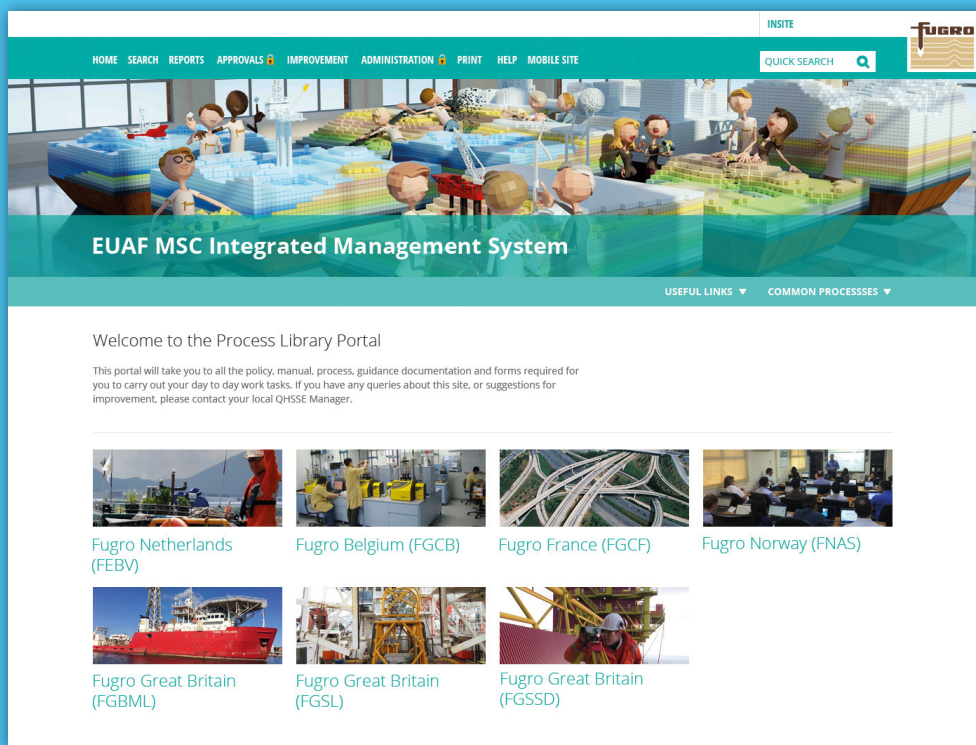 INSITE
FUGRO
HOME SEARCH REPORTS APPROVALS IMPROVEMENT ADMINISTRATION PRINT HELP MOBILE SITE
QUICK SEARCH
EUAF MSC Integrated Management System
USEFUL LINKS COMMON PROCESSSES
Welcome to the Process Library Portal
This portal will take you to all the policy, manual, process, guidance documentation and forms required for
you to carry out your day to day work tasks. If you have any queries about this site, or suggestions for
improvement, please contact your local QHSSE Manager.
Fugro Netherlands
(FEBV)
Fugro Belgium (FGCB)
Fugro France (FGCF)
Fugro Norway (FNAS)
Fugro Great Britain
(FGBML)
Fugro Great Britain
(FGSL)
Fugro Great Britain
(FGSSD)